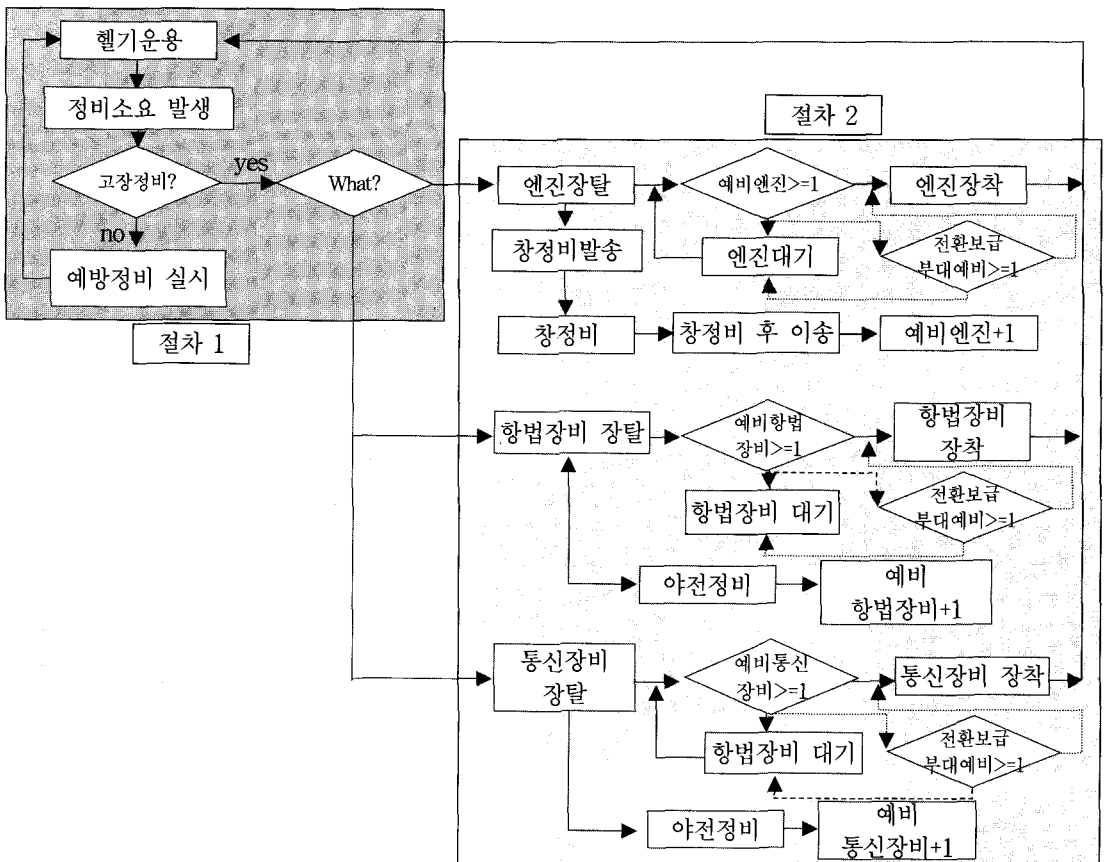 헬기운용
정비소요 발생
고장정비?
yes
What?
no
예방정비 실시
절차 1
절차 2
엔진장탈
예비엔진>=1
엔진장착
창정비발송
엔진대기
전환보급
부대예비>=1
창정비
창정비 후 이송
예비엔진+1
항법장비 장탈
예비항법
장비>=1
항법장비
장착
항법장비 대기
전환보급
부대예비>=1
야전정비
예비
항법장비+1
통신장비
장탈
예비통신
장비>=1
통신장비 장착
항법장비 대기
전환보급
부대예비>=1
야전정비
예비
통신장비+1